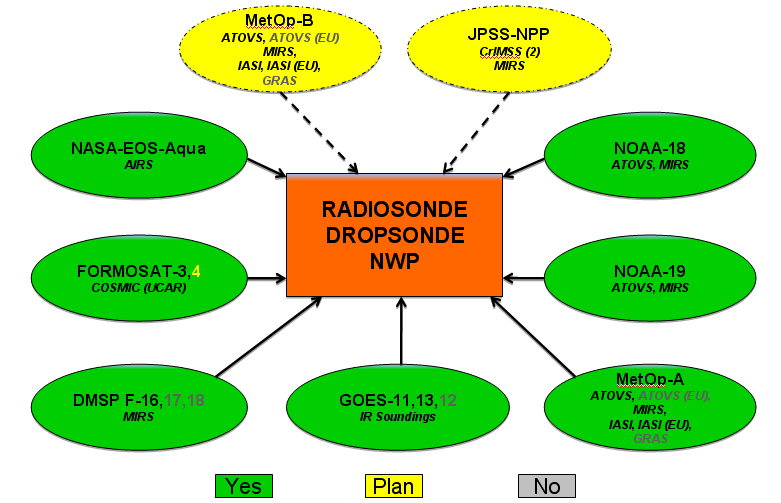 MetOp-B
ATOVS, ATOVS (EU)
MIRS,
IASI, IASI (EU),
GRAS
JPSS-NPP
CrIMSS (2)
MIRS
NASA-EOS-Aqua
AIRS
NOAA-18
ATOVS, MIRS
RADIOSONDE
DROPSONDE
NWP
FORMOSAT-3,4
COSMIC (UCAR)
NOAA-19
ATOVS, MIRS
DMSP F-16,17,18
MIRS
GOES-11,13,12
IR Soundings
MetOp-A
ATOVS, ATOVS (EU),
MIRS,
IASI, IASI (EU),
GRAS
Yes
Plan
No